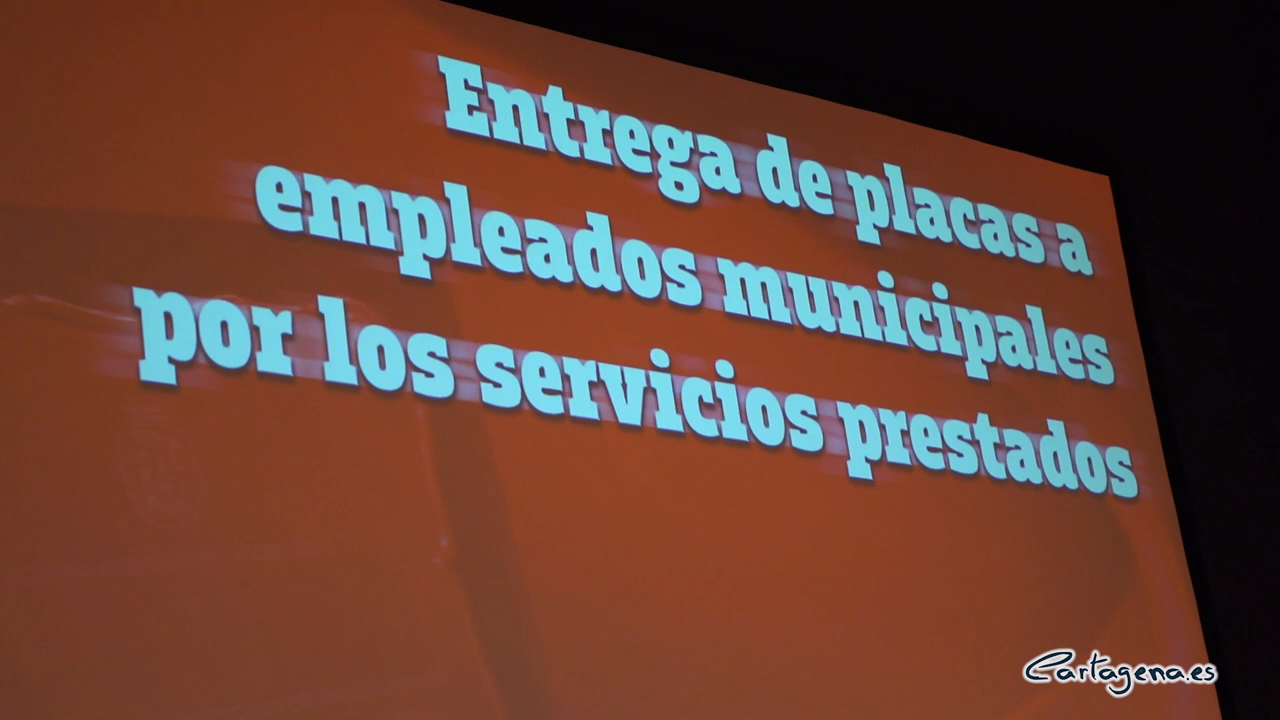 Entrega de placas a
empleados municipales
por los servicios prestados
Cartagena.es